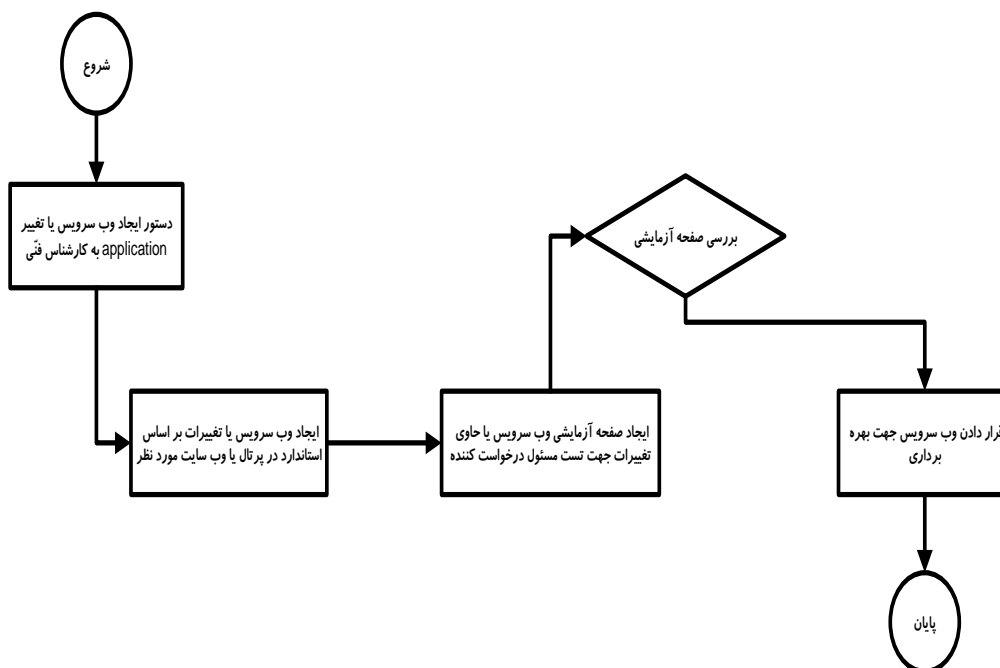 شروع
دستور ایجاد وب سرویس یا تغییر
application به کارشناس فنّی
ایجاد وب سرویس یا تغییرات بر اساس
استاندارد در پرتال یا وب سایت مورد نظر
ایجاد صفحه آزمایشی وب سرویس یا حاوی
تغییرات جهت تست مسئول درخواست کننده
بررسی صفحه آزمایشی
دادن وب سرویس جهت بهره
برداری
پایان